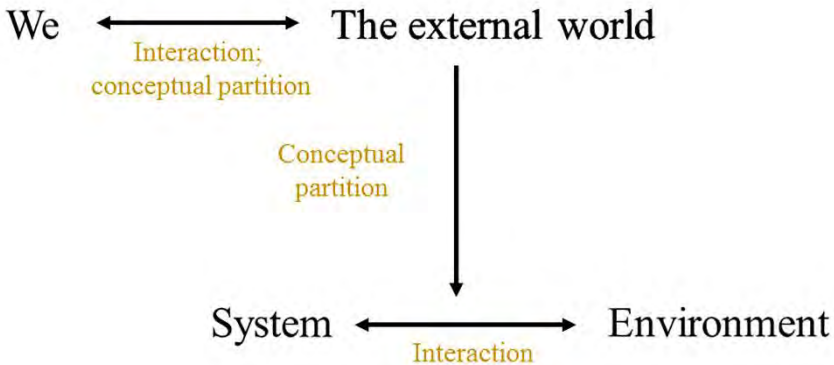 We
The external world
Interaction;
conceptual partition
Conceptual
partition
System
Environment
Interaction